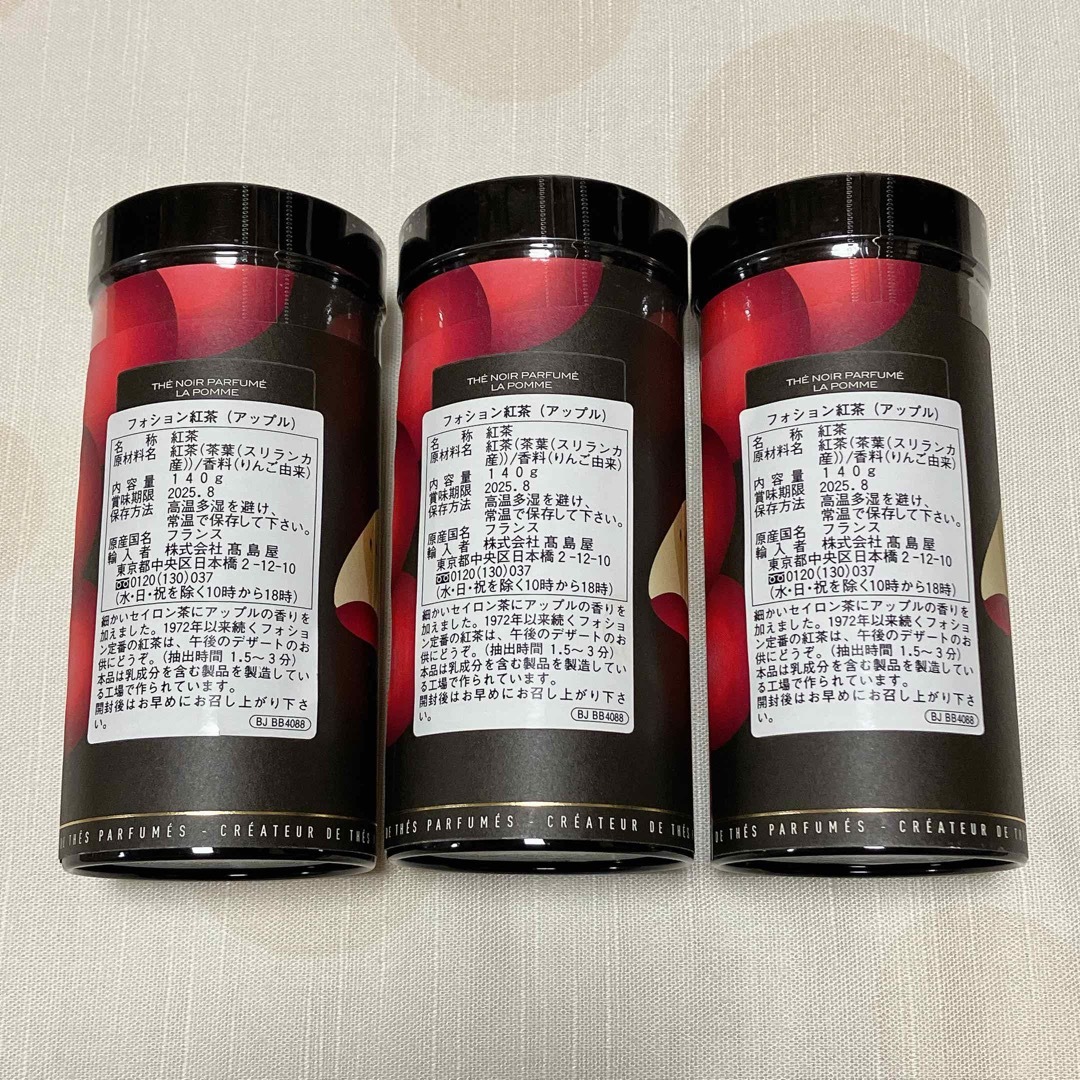 THÉ NOIR PARFUMÉ
LA POMME
フォション紅茶（アップル）
名 称 紅茶
原材料名 紅茶（茶葉（スリランカ
産））/香料（りんご由来）
内容量 140g
賞味期限 2025.8
保存方法 高温多湿を避け、
常温で保存して下さい。
原産国名 フランス
輸入者 株式会社髙島屋
東京都中央区日本橋2-12-10
0120(130)037
(水・日・祝を除く10時から18時)
細かいセイロン茶にアップルの香りを
加えました。1972年以来続くフォショ
ン定番の紅茶は、午後のデザートのお
供にどうぞ。(抽出時間 1.5～3分)
本品は乳成分を含む製品を製造してい
る工場で作られています。
開封後はお早めにお召し上がり下さ
い。
BJ BB4088
DE THÉS PARFUMÉS - CRÉATEUR DE THÉS
THÉ NOIR PARFUMÉ
LA POMME
フォション紅茶（アップル）
名 称 紅茶
原材料名 紅茶（茶葉（スリランカ
産））/香料（りんご由来）
内容量 140g
賞味期限 2025.8
保存方法 高温多湿を避け、
常温で保存して下さい。
原産国名 フランス
輸入者 株式会社髙島屋
東京都中央区日本橋2-12-10
0120(130)037
(水・日・祝を除く10時から18時)
細かいセイロン茶にアップルの香りを
加えました。1972年以来続くフォショ
ン定番の紅茶は、午後のデザートのお
供にどうぞ。(抽出時間 1.5～3分)
本品は乳成分を含む製品を製造してい
る工場で作られています。
開封後はお早めにお召し上がり下さ
い。
BJ BB4088
DE THÉS PARFUMÉS - CRÉATEUR DE THÉS
THÉ NOIR PARFUMÉ
LA POMME
フォション紅茶（アップル）
名 称 紅茶
原材料名 紅茶（茶葉（スリランカ
産））/香料（りんご由来）
内容量 140g
賞味期限 2025.8
保存方法 高温多湿を避け、
常温で保存して下さい。
原産国名 フランス
輸入者 株式会社髙島屋
東京都中央区日本橋2-12-10
0120(130)037
(水・日・祝を除く10時から18時)
細かいセイロン茶にアップルの香りを
加えました。1972年以来続くフォショ
ン定番の紅茶は、午後のデザートのお
供にどうぞ。(抽出時間 1.5～3分)
本品は乳成分を含む製品を製造してい
る工場で作られています。
開封後はお早めにお召し上がり下さ
い。
BJ BB4088
DE THÉS PARFUMÉS - CRÉATEUR DE TH